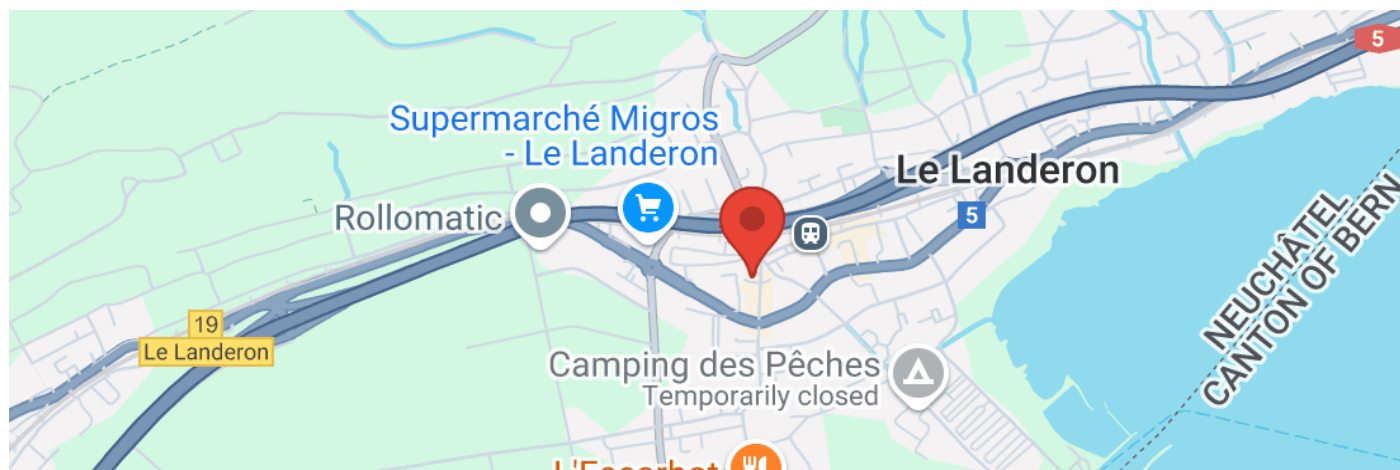 5
Supermarché Migros
- Le Landeron
Le Landeron
Rollomatic
5
NEUCHÂTEL
CANTON OF BERN
19
Le Landeron
Camping des Pêches
Temporarily closed